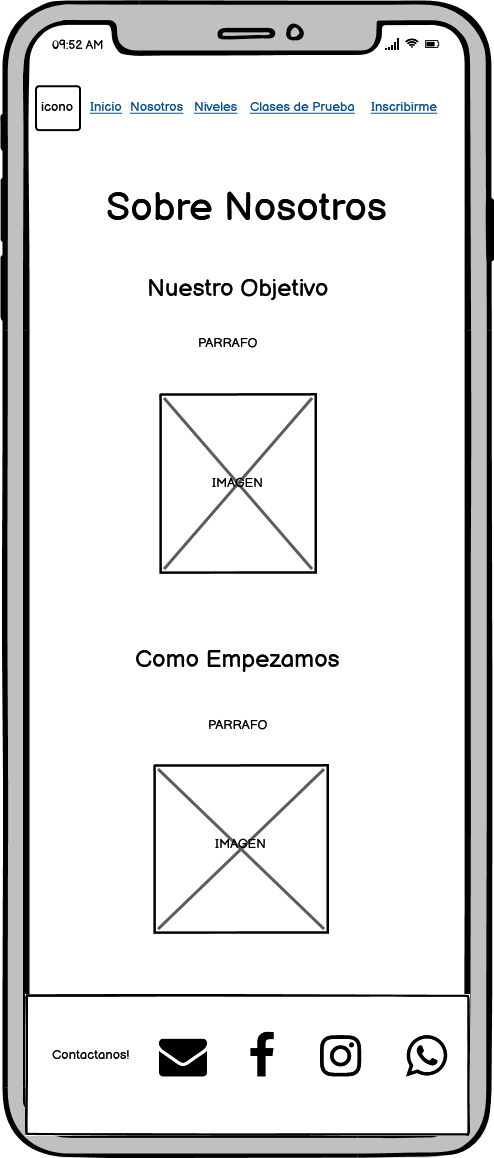 09:52 AM
icono Inicio Nosotros Niveles Clases de Prueba Inscribirme
Sobre Nosotros
Nuestro Objetivo
PARRAFO
IMAGEN
Como Empezamos
PARRAFO
IMAGEN
Contactanos!